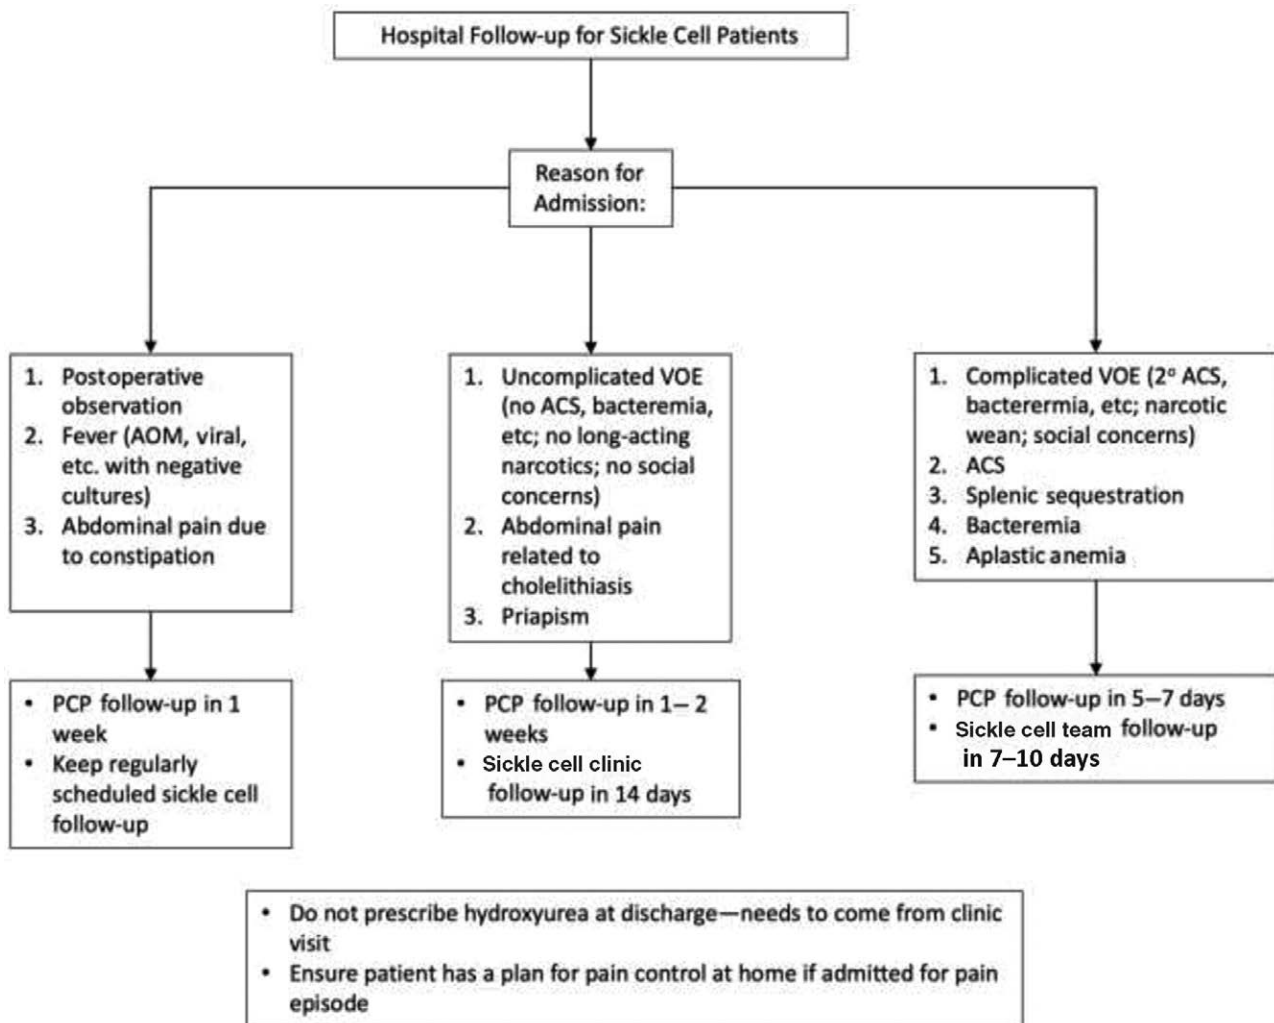 Hospital Follow-up for Sickle Cell Patients
Reason for
Admission:
1. Postoperative
observation
2. Fever (AOM, viral,
etc. with negative
cultures)
3. Abdominal pain due
to constipation
1. Uncomplicated VOE
(no ACS, bacteremia,
etc; no long-acting
narcotics; no social
concerns)
2. Abdominal pain
related to
cholelithiasis
3. Priapism
1. Complicated VOE (2° ACS,
bacterermia, etc; narcotic
wean; social concerns)
2. ACS
3. Splenic sequestration
4. Bacteremia
5. Aplastic anemia
• PCP follow-up in 1
week
• Keep regularly
scheduled sickle cell
follow-up
• PCP follow-up in 1– 2
weeks
• Sickle cell clinic
follow-up in 14 days
• PCP follow-up in 5–7 days
• Sickle cell team follow-up
in 7–10 days
• Do not prescribe hydroxyurea at discharge—needs to come from clinic
visit
• Ensure patient has a plan for pain control at home if admitted for pain
episode